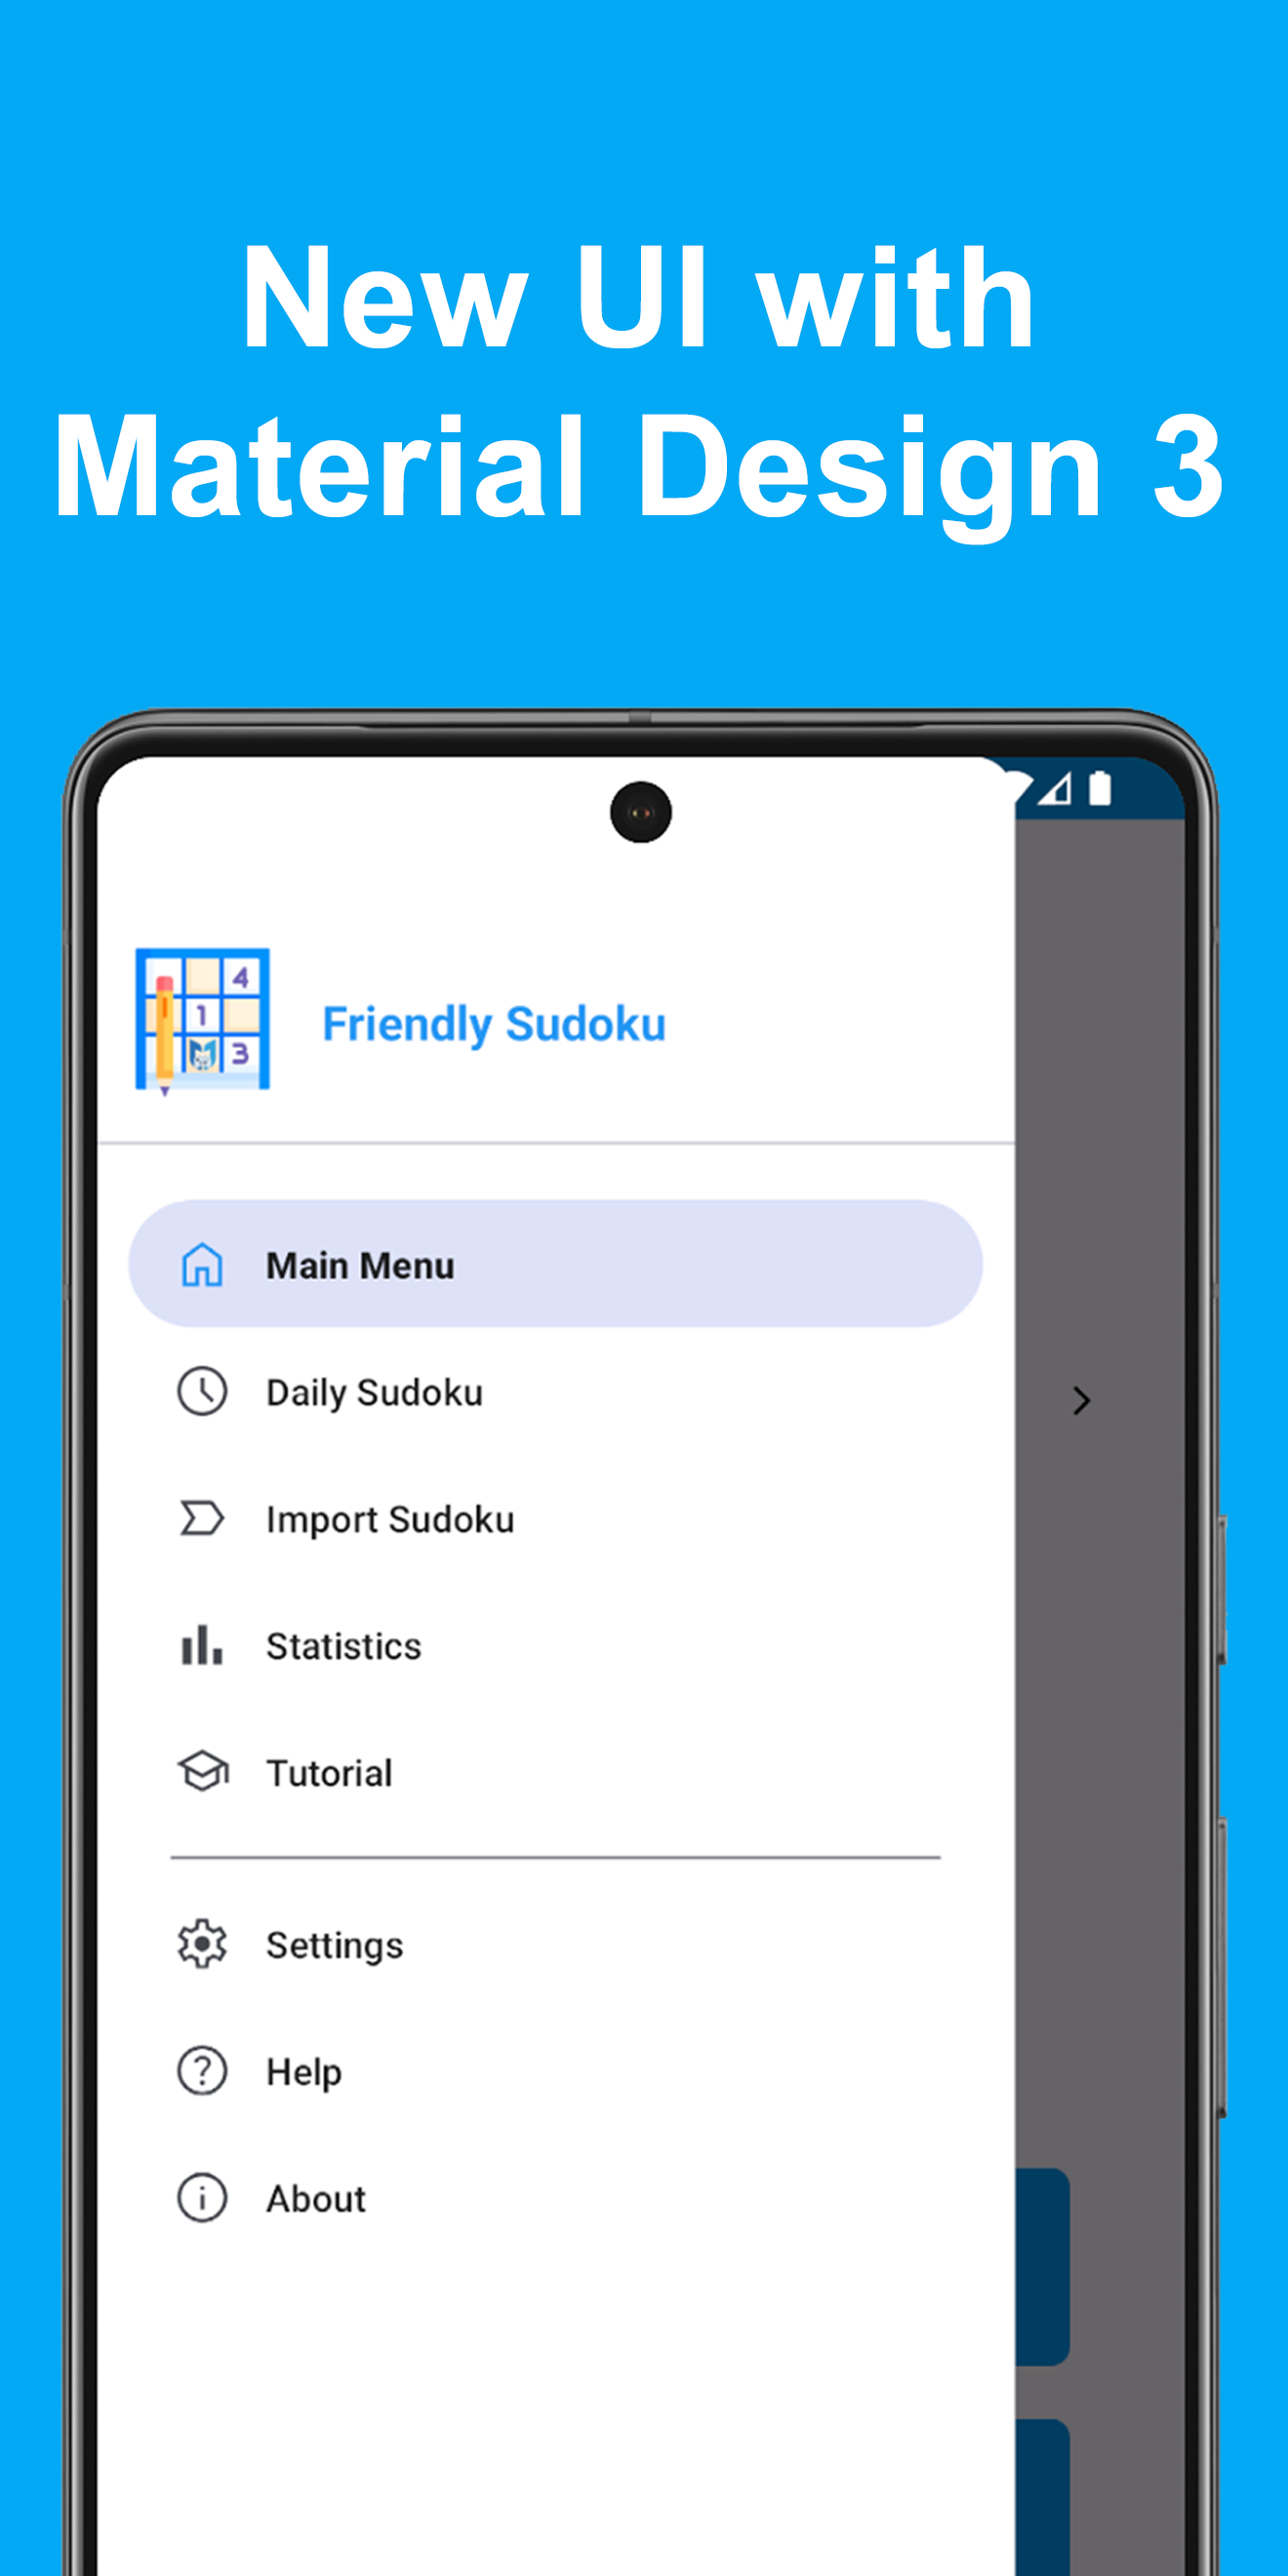 New UI with
Material Design 3
4
1
3
Friendly Sudoku
Main Menu
Daily Sudoku
Import Sudoku
Statistics
Tutorial
Settings
Help
About